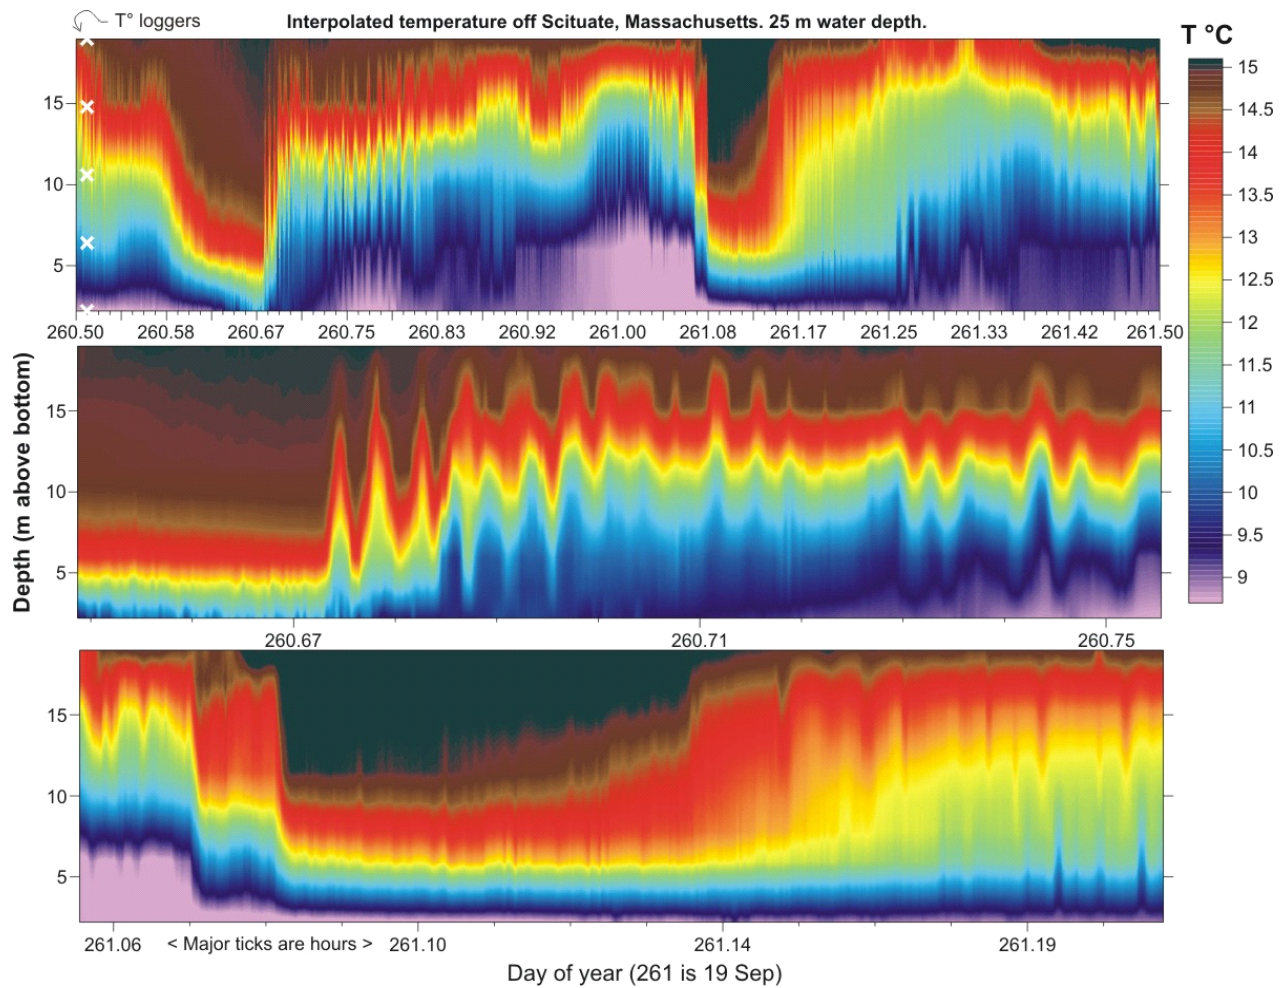 T° loggers
Interpolated temperature off Scituate, Massachusetts. 25 m water depth.
T °C
15
10
5
260.50 260.58 260.67 260.75 260.83 260.92 261.00 261.08 261.17 261.25 261.33 261.42 261.50
15
14.5
14
13.5
13
12.5
12
11.5
11
10.5
10
9.5
9
Depth (m above bottom)
15
10
5
260.67 260.71 260.75
15
10
5
261.06 < Major ticks are hours > 261.10 261.14 261.19
Day of year (261 is 19 Sep)